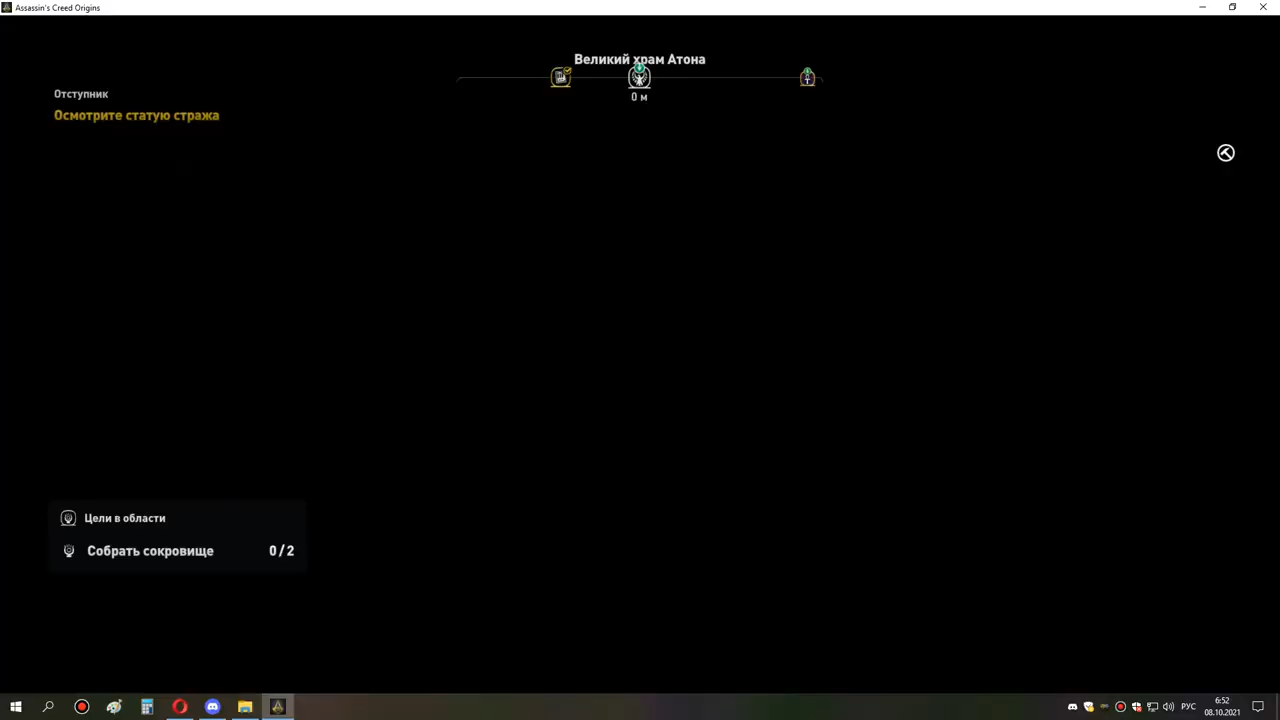 Assassin's Creed Origins
Великий храм Атона
0 м
Отступник
Осмотрите статую стража
Цели в области
Собрать сокровище 0 / 2
РУС
6:52
08.10.2021